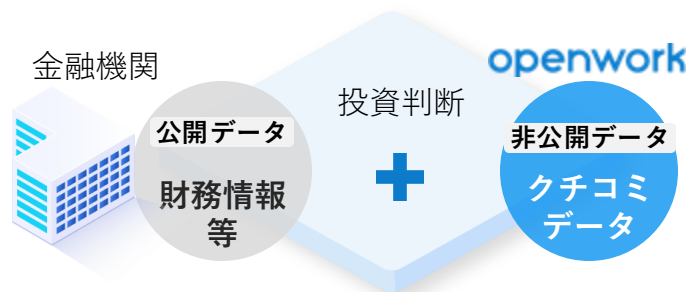 金融機関
公開データ
財務情報
等
投資判断
openwork
非公開データ
クチコミ
データ